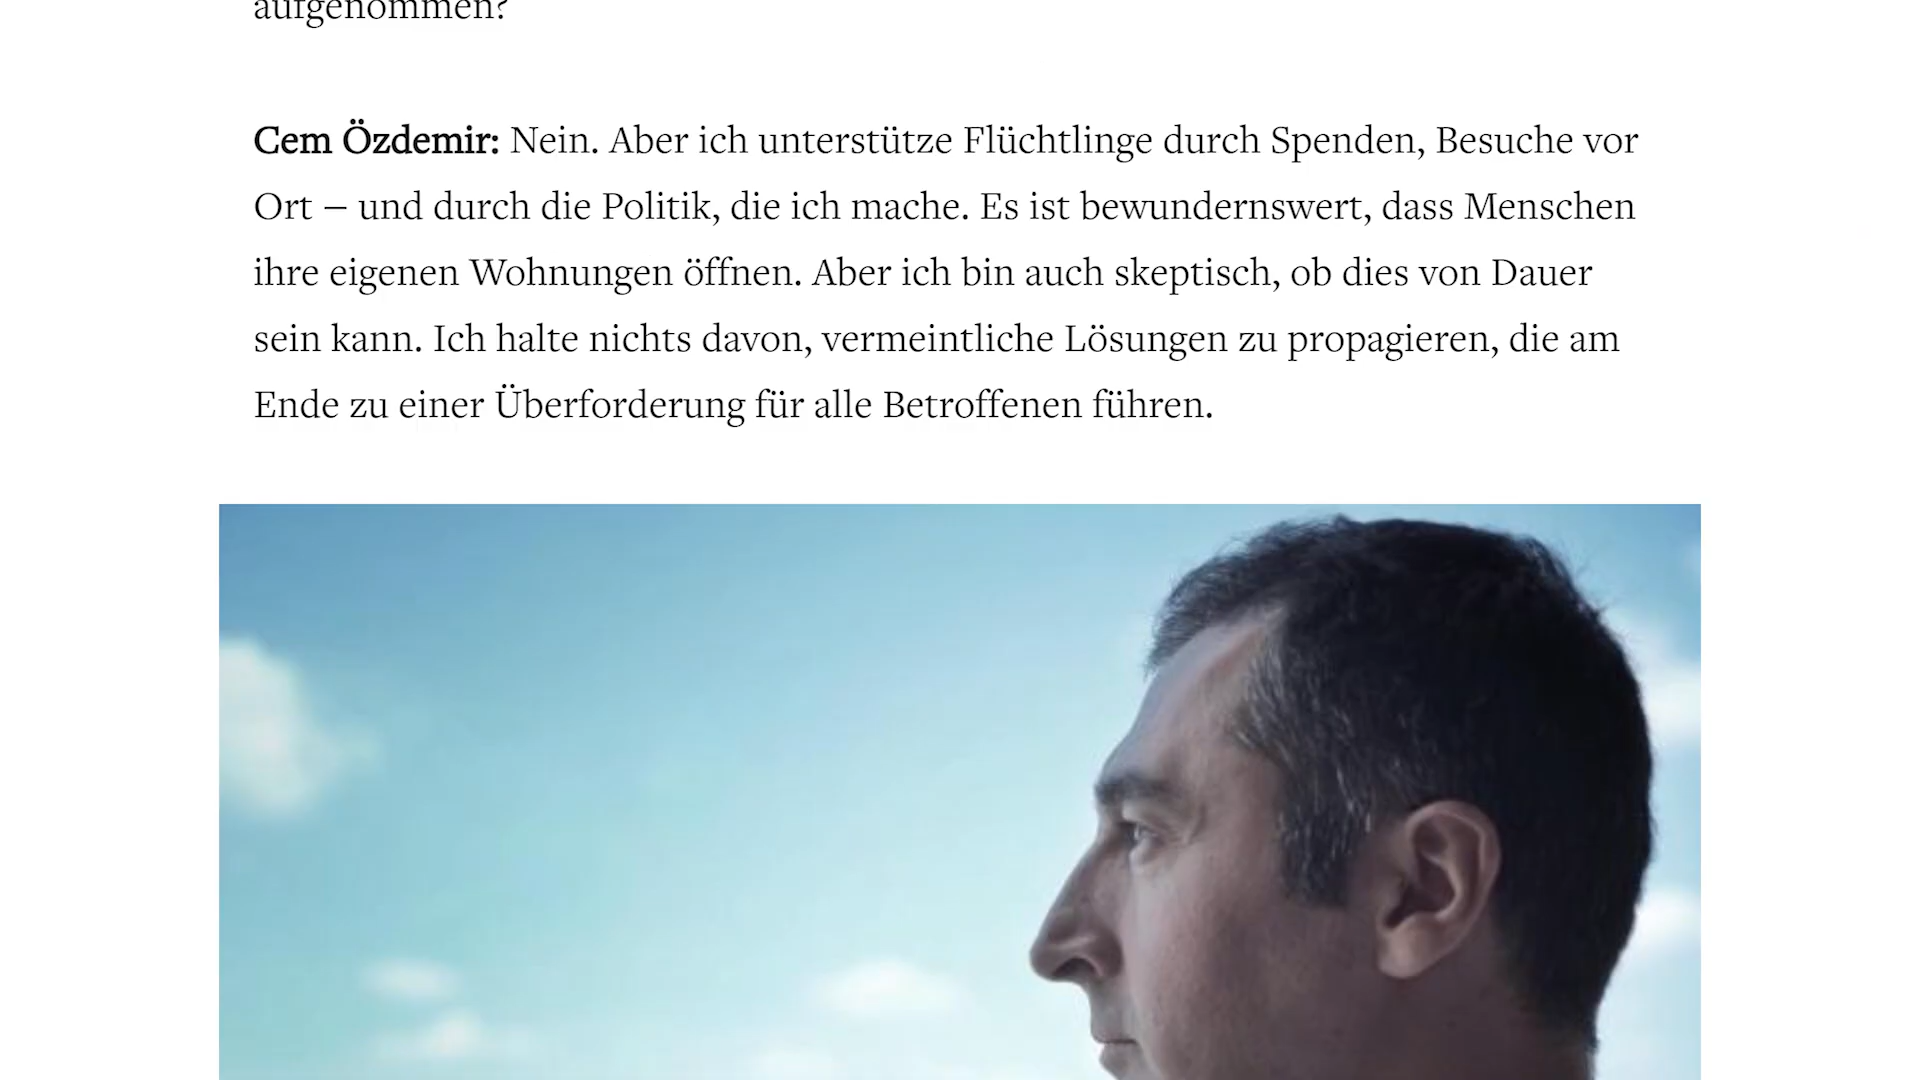 aufgenommen?
Cem Özdemir: Nein. Aber ich unterstütze Flüchtlinge durch Spenden, Besuche vor
Ort – und durch die Politik, die ich mache. Es ist bewundernswert, dass Menschen
ihre eigenen Wohnungen öffnen. Aber ich bin auch skeptisch, ob dies von Dauer
sein kann. Ich halte nichts davon, vermeintliche Lösungen zu propagieren, die am
Ende zu einer Überforderung für alle Betroffenen führen.